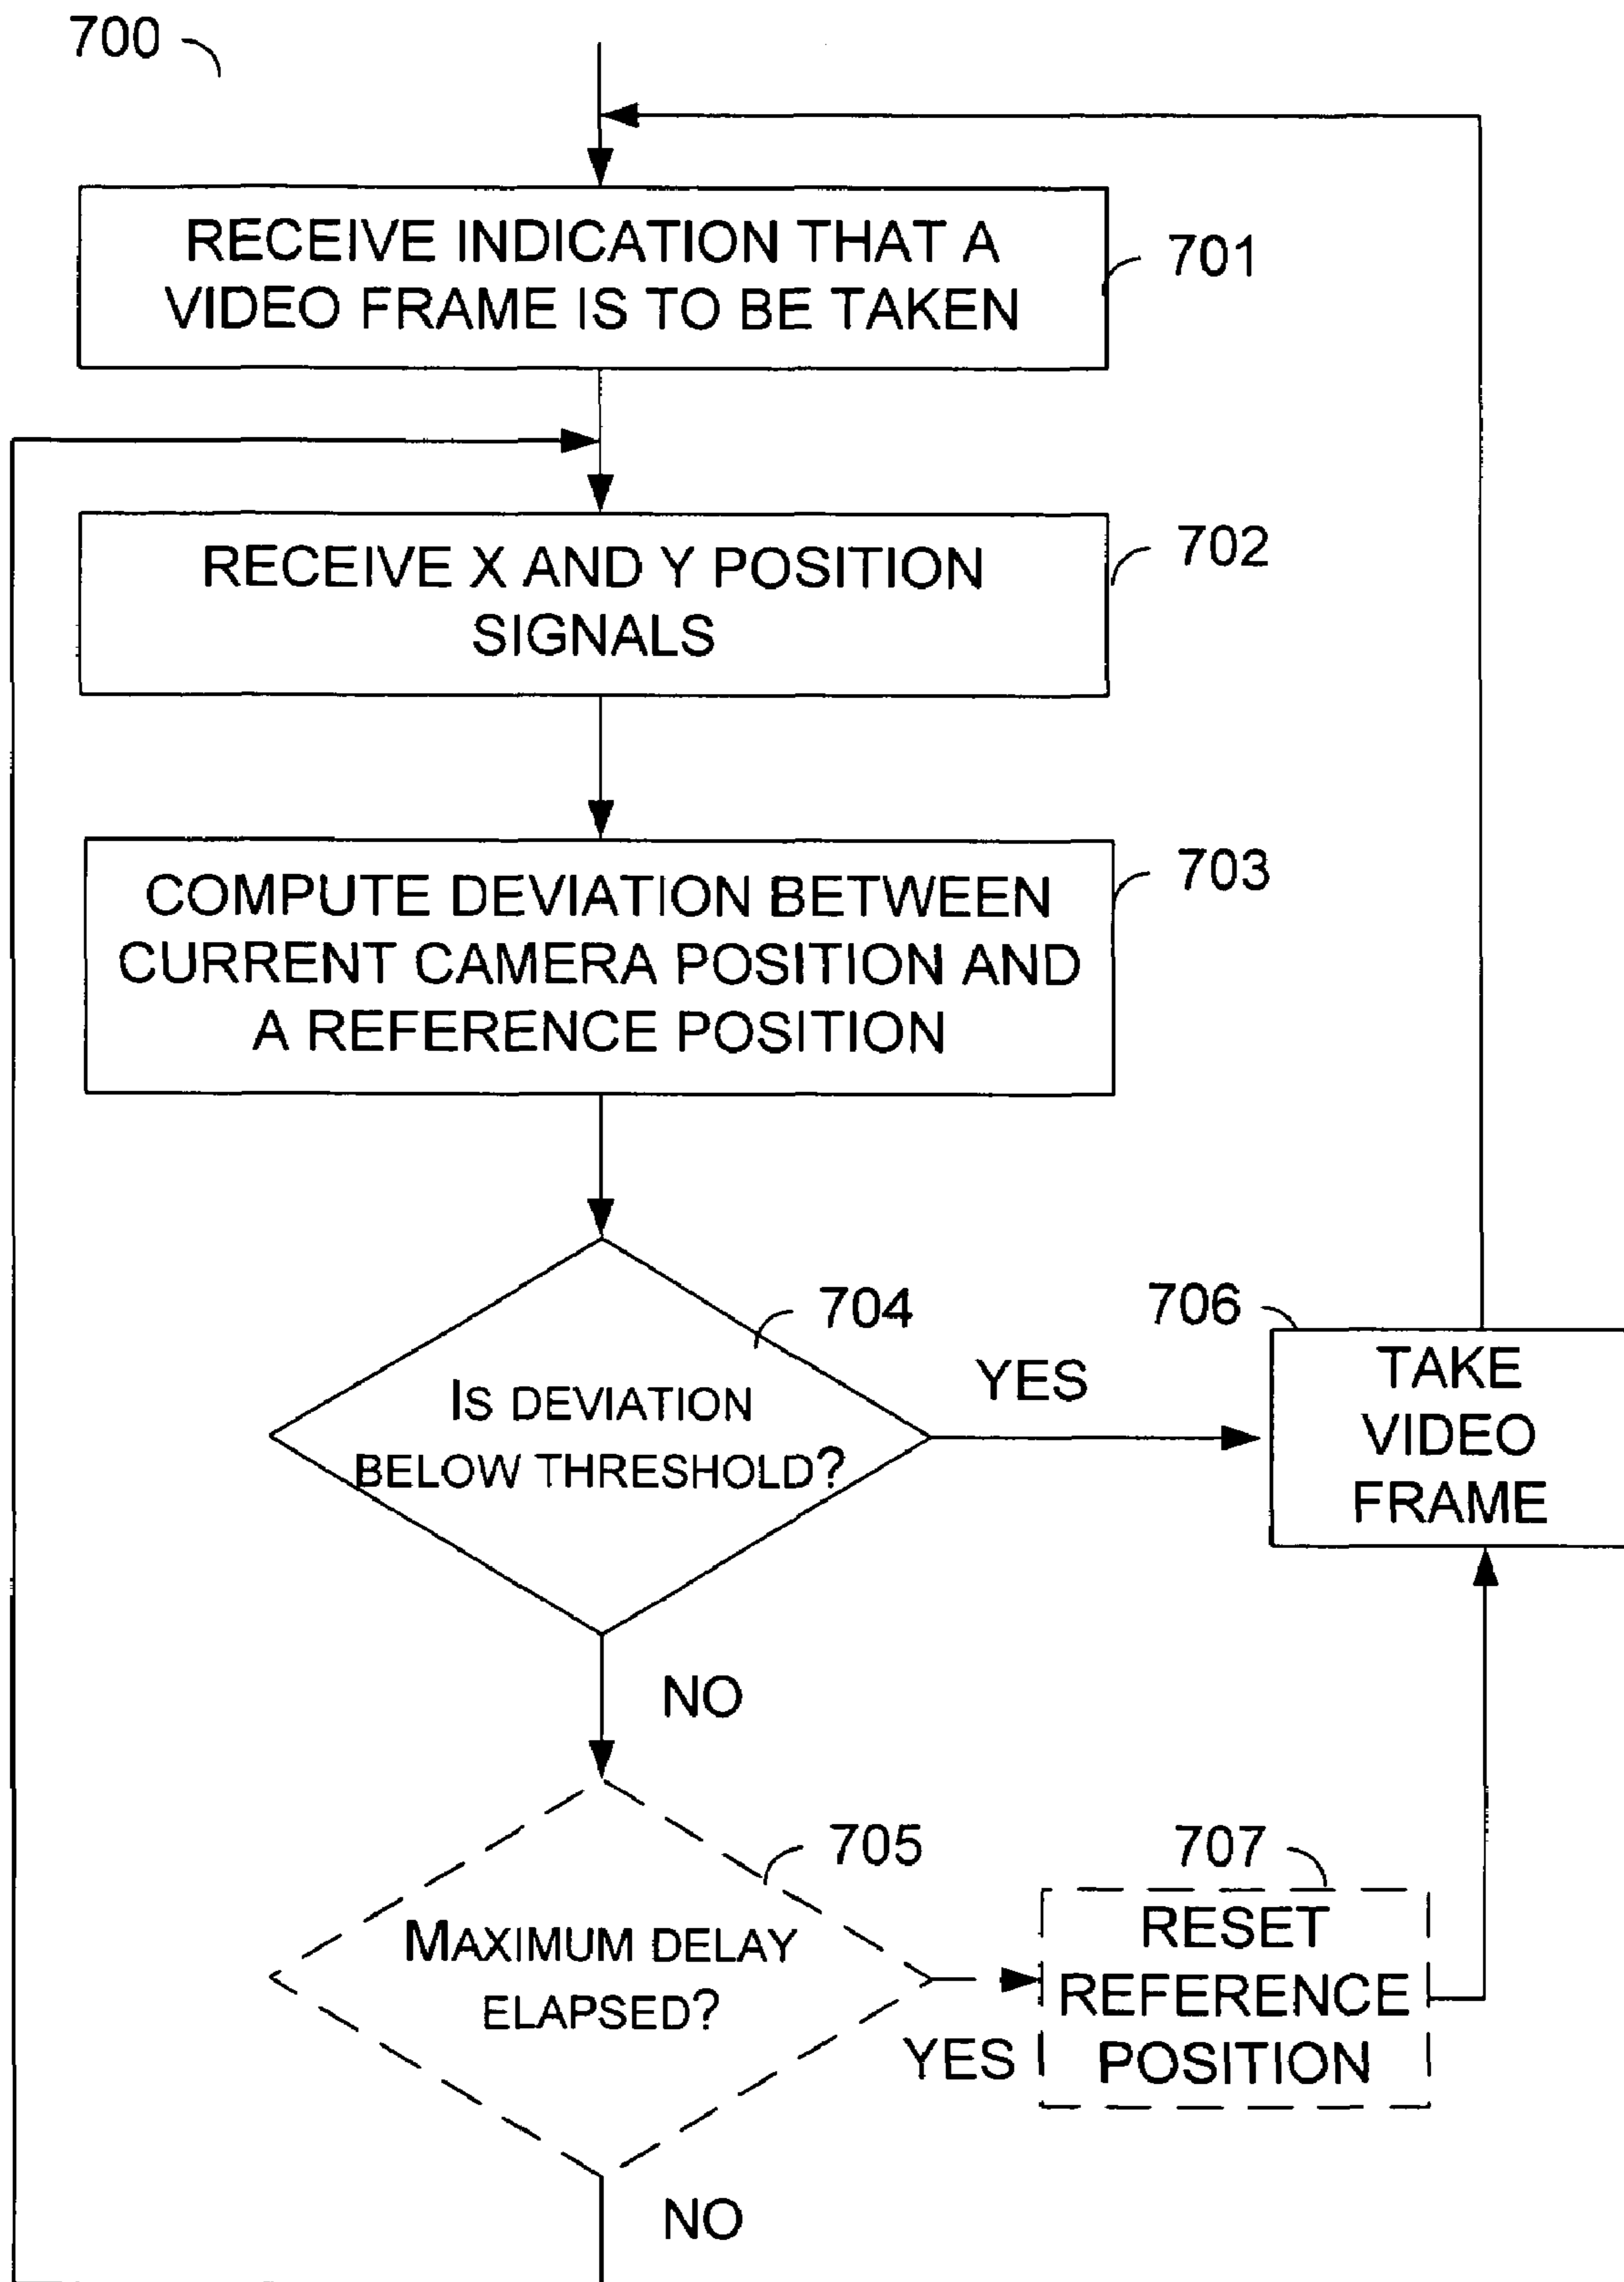 700
RECEIVE INDICATION THAT A
VIDEO FRAME IS TO BE TAKEN
701
RECEIVE X AND Y POSITION
SIGNALS
702
COMPUTE DEVIATION BETWEEN
CURRENT CAMERA POSITION AND
A REFERENCE POSITION
703
IS DEVIATION
BELOW THRESHOLD?
704
YES
706
TAKE
VIDEO
FRAME
NO
MAXIMUM DELAY
ELAPSED?
705
YES
707
RESET
REFERENCE
POSITION
NO